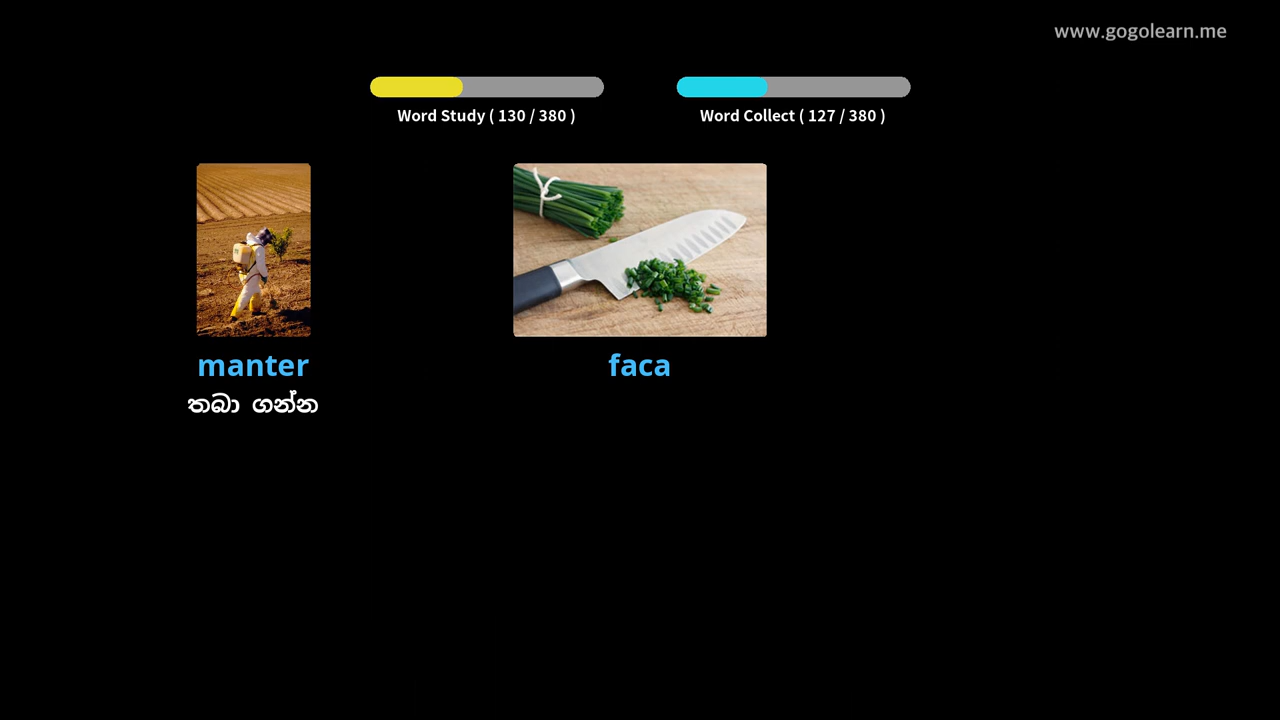 www.gogolearn.me
Word Study ( 130 / 380 )
Word Collect ( 127 / 380 )
manter
faca
තබා ගන්න